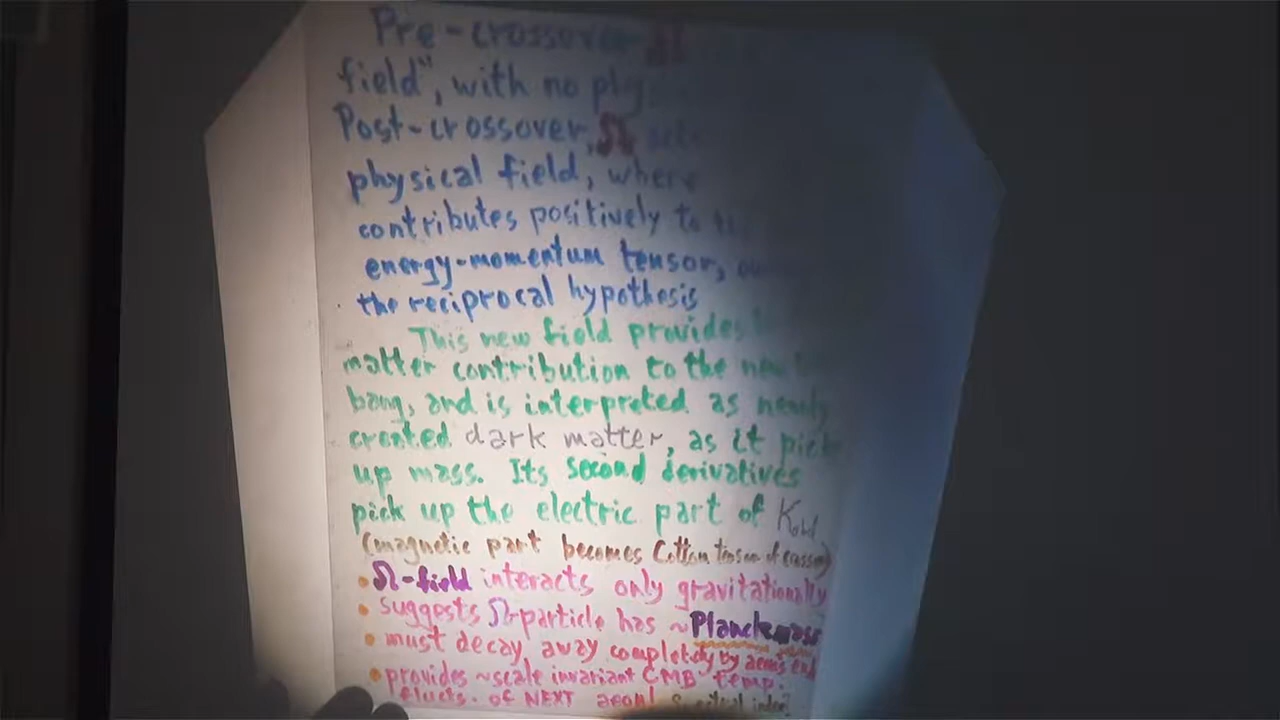 Pre-crossover Ω
field", with no
Post-crossover, Ω
physical field, where
contributes positively to
energy-momentum tensor,
the reciprocal hypothesis
This new field provides
matter contribution to the
bang, and is interpreted as newly
created dark matter, as it picks
up mass. Its second derivatives
pick up the electric part of K
(magnetic part becomes Cotton tensor of
• Ω-field interacts only gravitationally
• suggests Ω-particle has ~Planck mass
• must decay away completely by aeon's end
• provides ~scale invariant CMB temp.
flucts. of NEXT aeon! Spectral index?